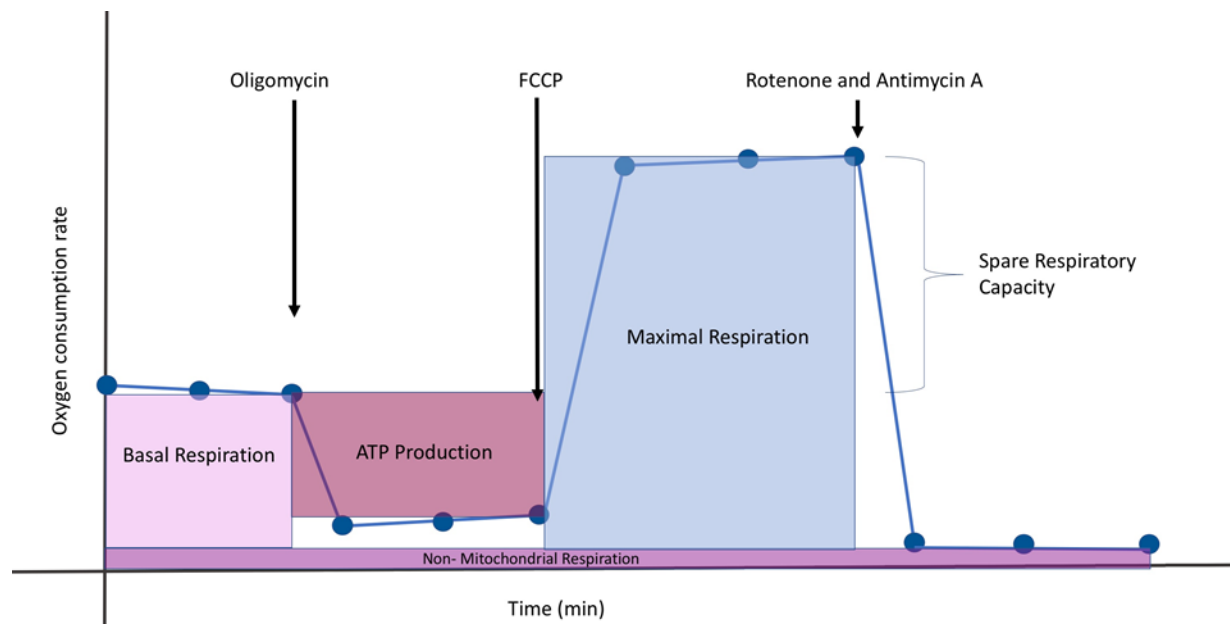 Oligomycin
FCCP
Rotenone and Antimycin A
Oxygen consumption rate
Spare Respiratory
Capacity
Maximal Respiration
Basal Respiration
ATP Production
Non- Mitochondrial Respiration
Time (min)